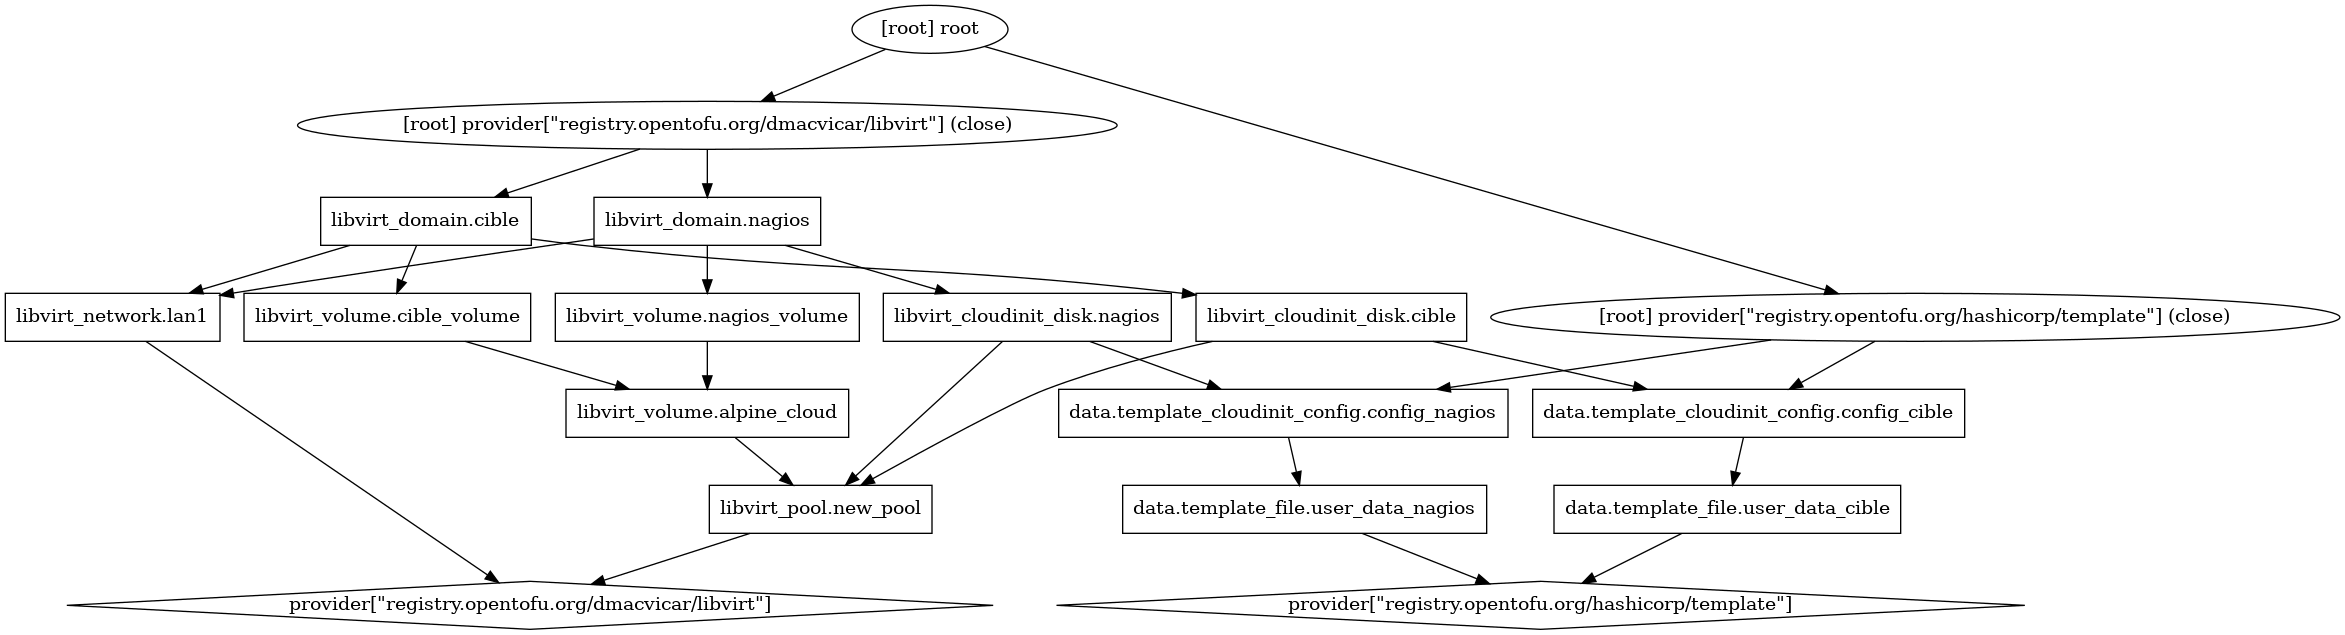 [root] root
[root] provider[\"registry.opentofu.org/dmacvicar/libvirt\"] (close)
libvirt_domain.cible
libvirt_domain.nagios
libvirt_network.lan1
libvirt_volume.cible_volume
libvirt_volume.nagios_volume
libvirt_cloudinit_disk.nagios
libvirt_cloudinit_disk.cible
[root] provider[\"registry.opentofu.org/hashicorp/template\"] (close)
libvirt_volume.alpine_cloud
data.template_cloudinit_config.config_nagios
data.template_cloudinit_config.config_cible
libvirt_pool.new_pool
data.template_file.user_data_nagios
data.template_file.user_data_cible
provider[\"registry.opentofu.org/dmacvicar/libvirt\"]
provider[\"registry.opentofu.org/hashicorp/template\"]